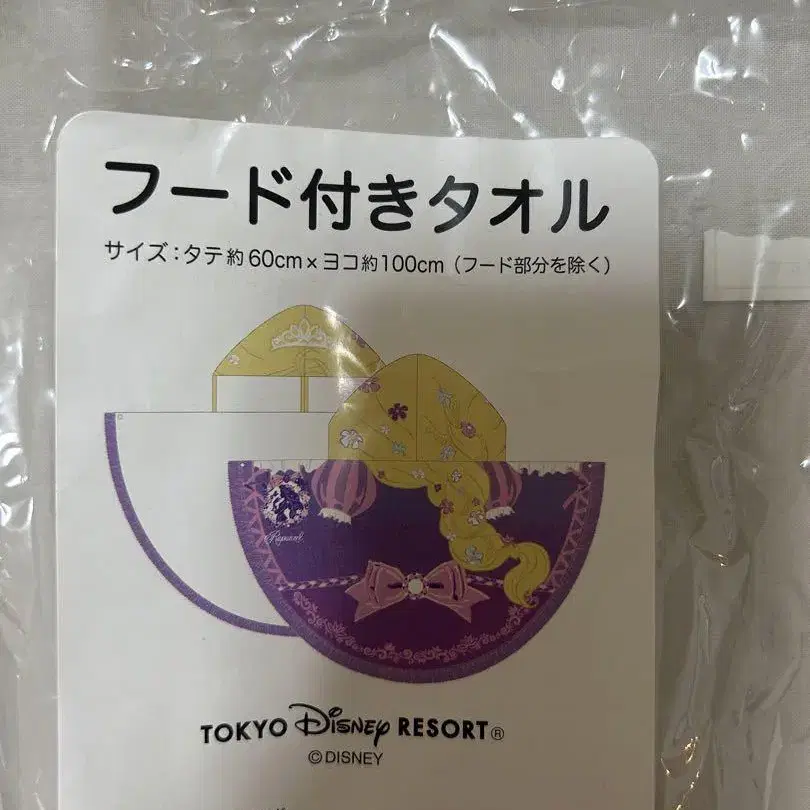 フード付きタオル
サイズ：タテ約60cm×ヨコ約100cm（フード部分を除く）
Rapunzel
TOKYO Disney RESORT®
©DISNEY